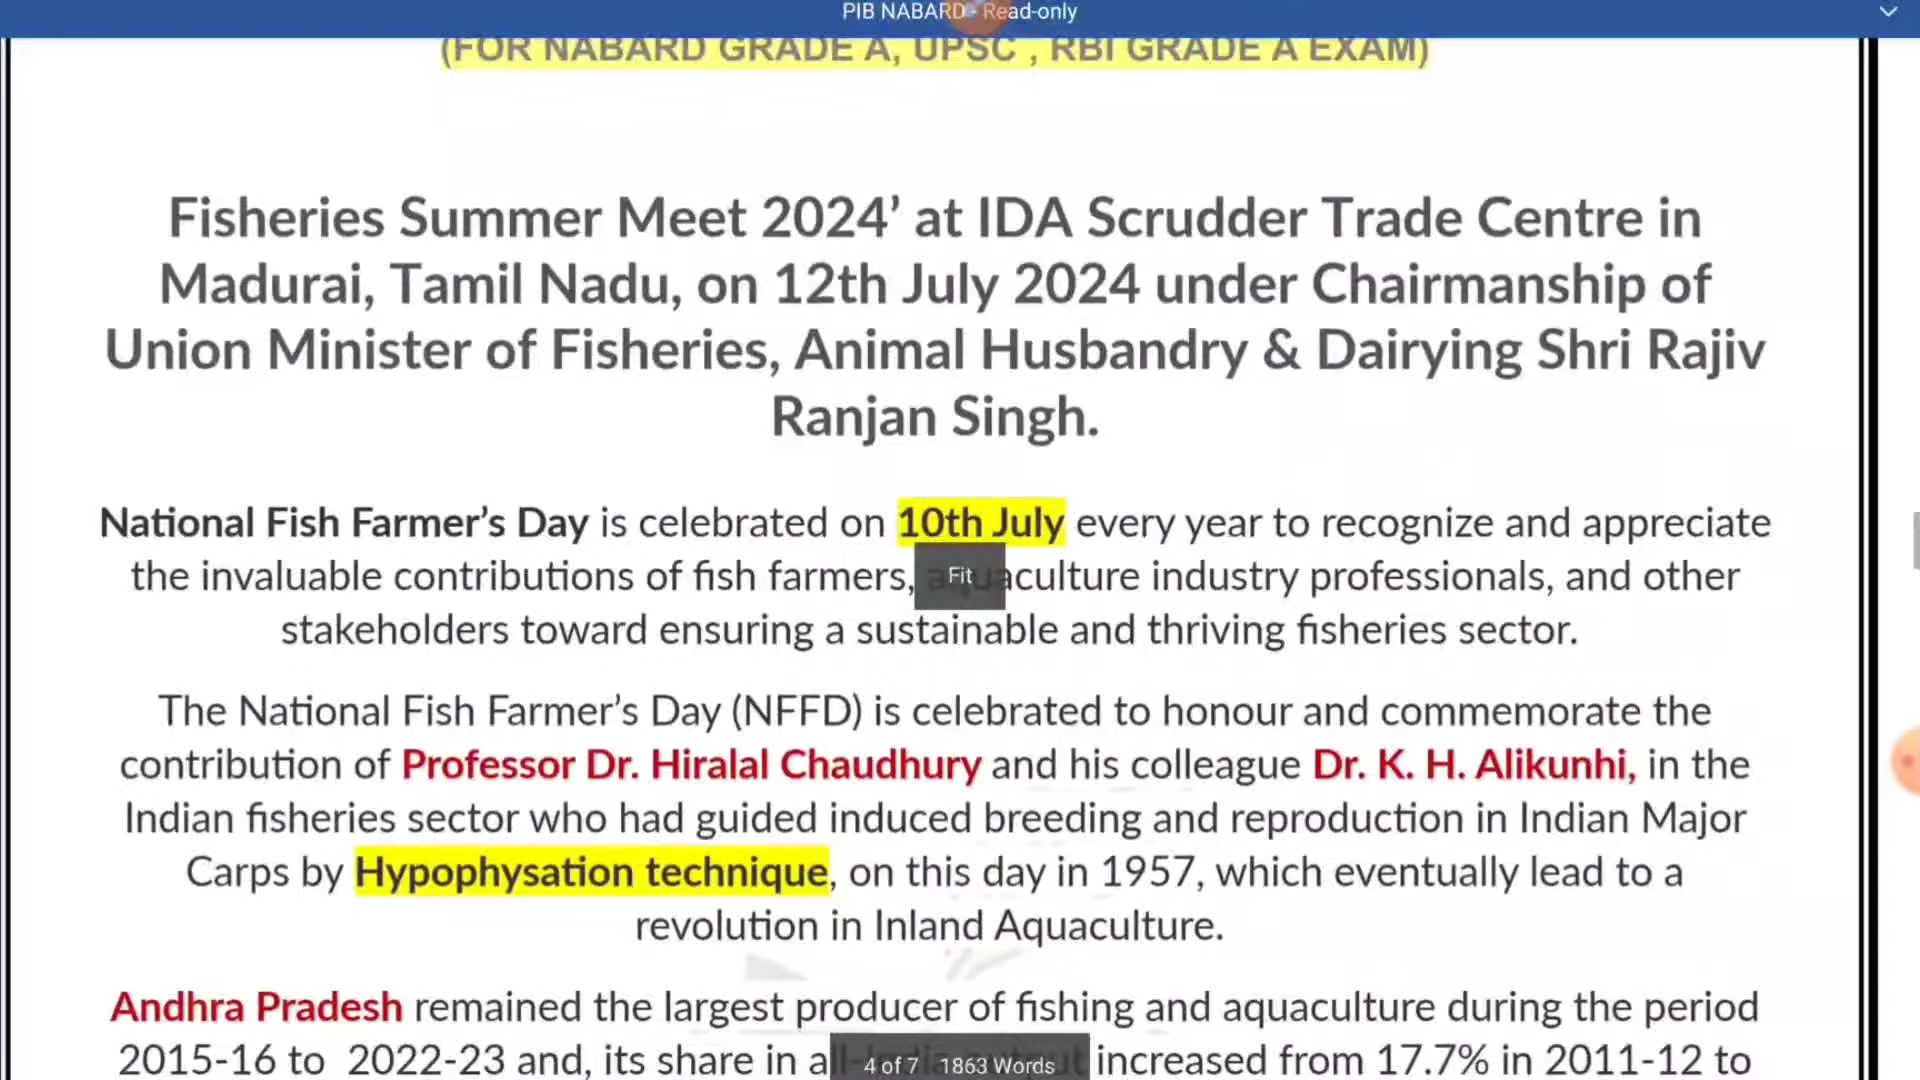 PIB NABARD - Read-only
(FOR NABARD GRADE A, UPSC , RBI GRADE A EXAM)
Fisheries Summer Meet 2024’ at IDA Scrudder Trade Centre in
Madurai, Tamil Nadu, on 12th July 2024 under Chairmanship of
Union Minister of Fisheries, Animal Husbandry & Dairying Shri Rajiv
Ranjan Singh.
National Fish Farmer’s Day is celebrated on 10th July every year to recognize and appreciate
the invaluable contributions of fish farmers, aquaculture industry professionals, and other
Fit
stakeholders toward ensuring a sustainable and thriving fisheries sector.
The National Fish Farmer’s Day (NFFD) is celebrated to honour and commemorate the
contribution of Professor Dr. Hiralal Chaudhury and his colleague Dr. K. H. Alikunhi, in the
Indian fisheries sector who had guided induced breeding and reproduction in Indian Major
Carps by Hypophysation technique, on this day in 1957, which eventually lead to a
revolution in Inland Aquaculture.
Andhra Pradesh remained the largest producer of fishing and aquaculture during the period
2015-16 to 2022-23 and, its share in all-India output increased from 17.7% in 2011-12 to
4 of 7 1863 Words